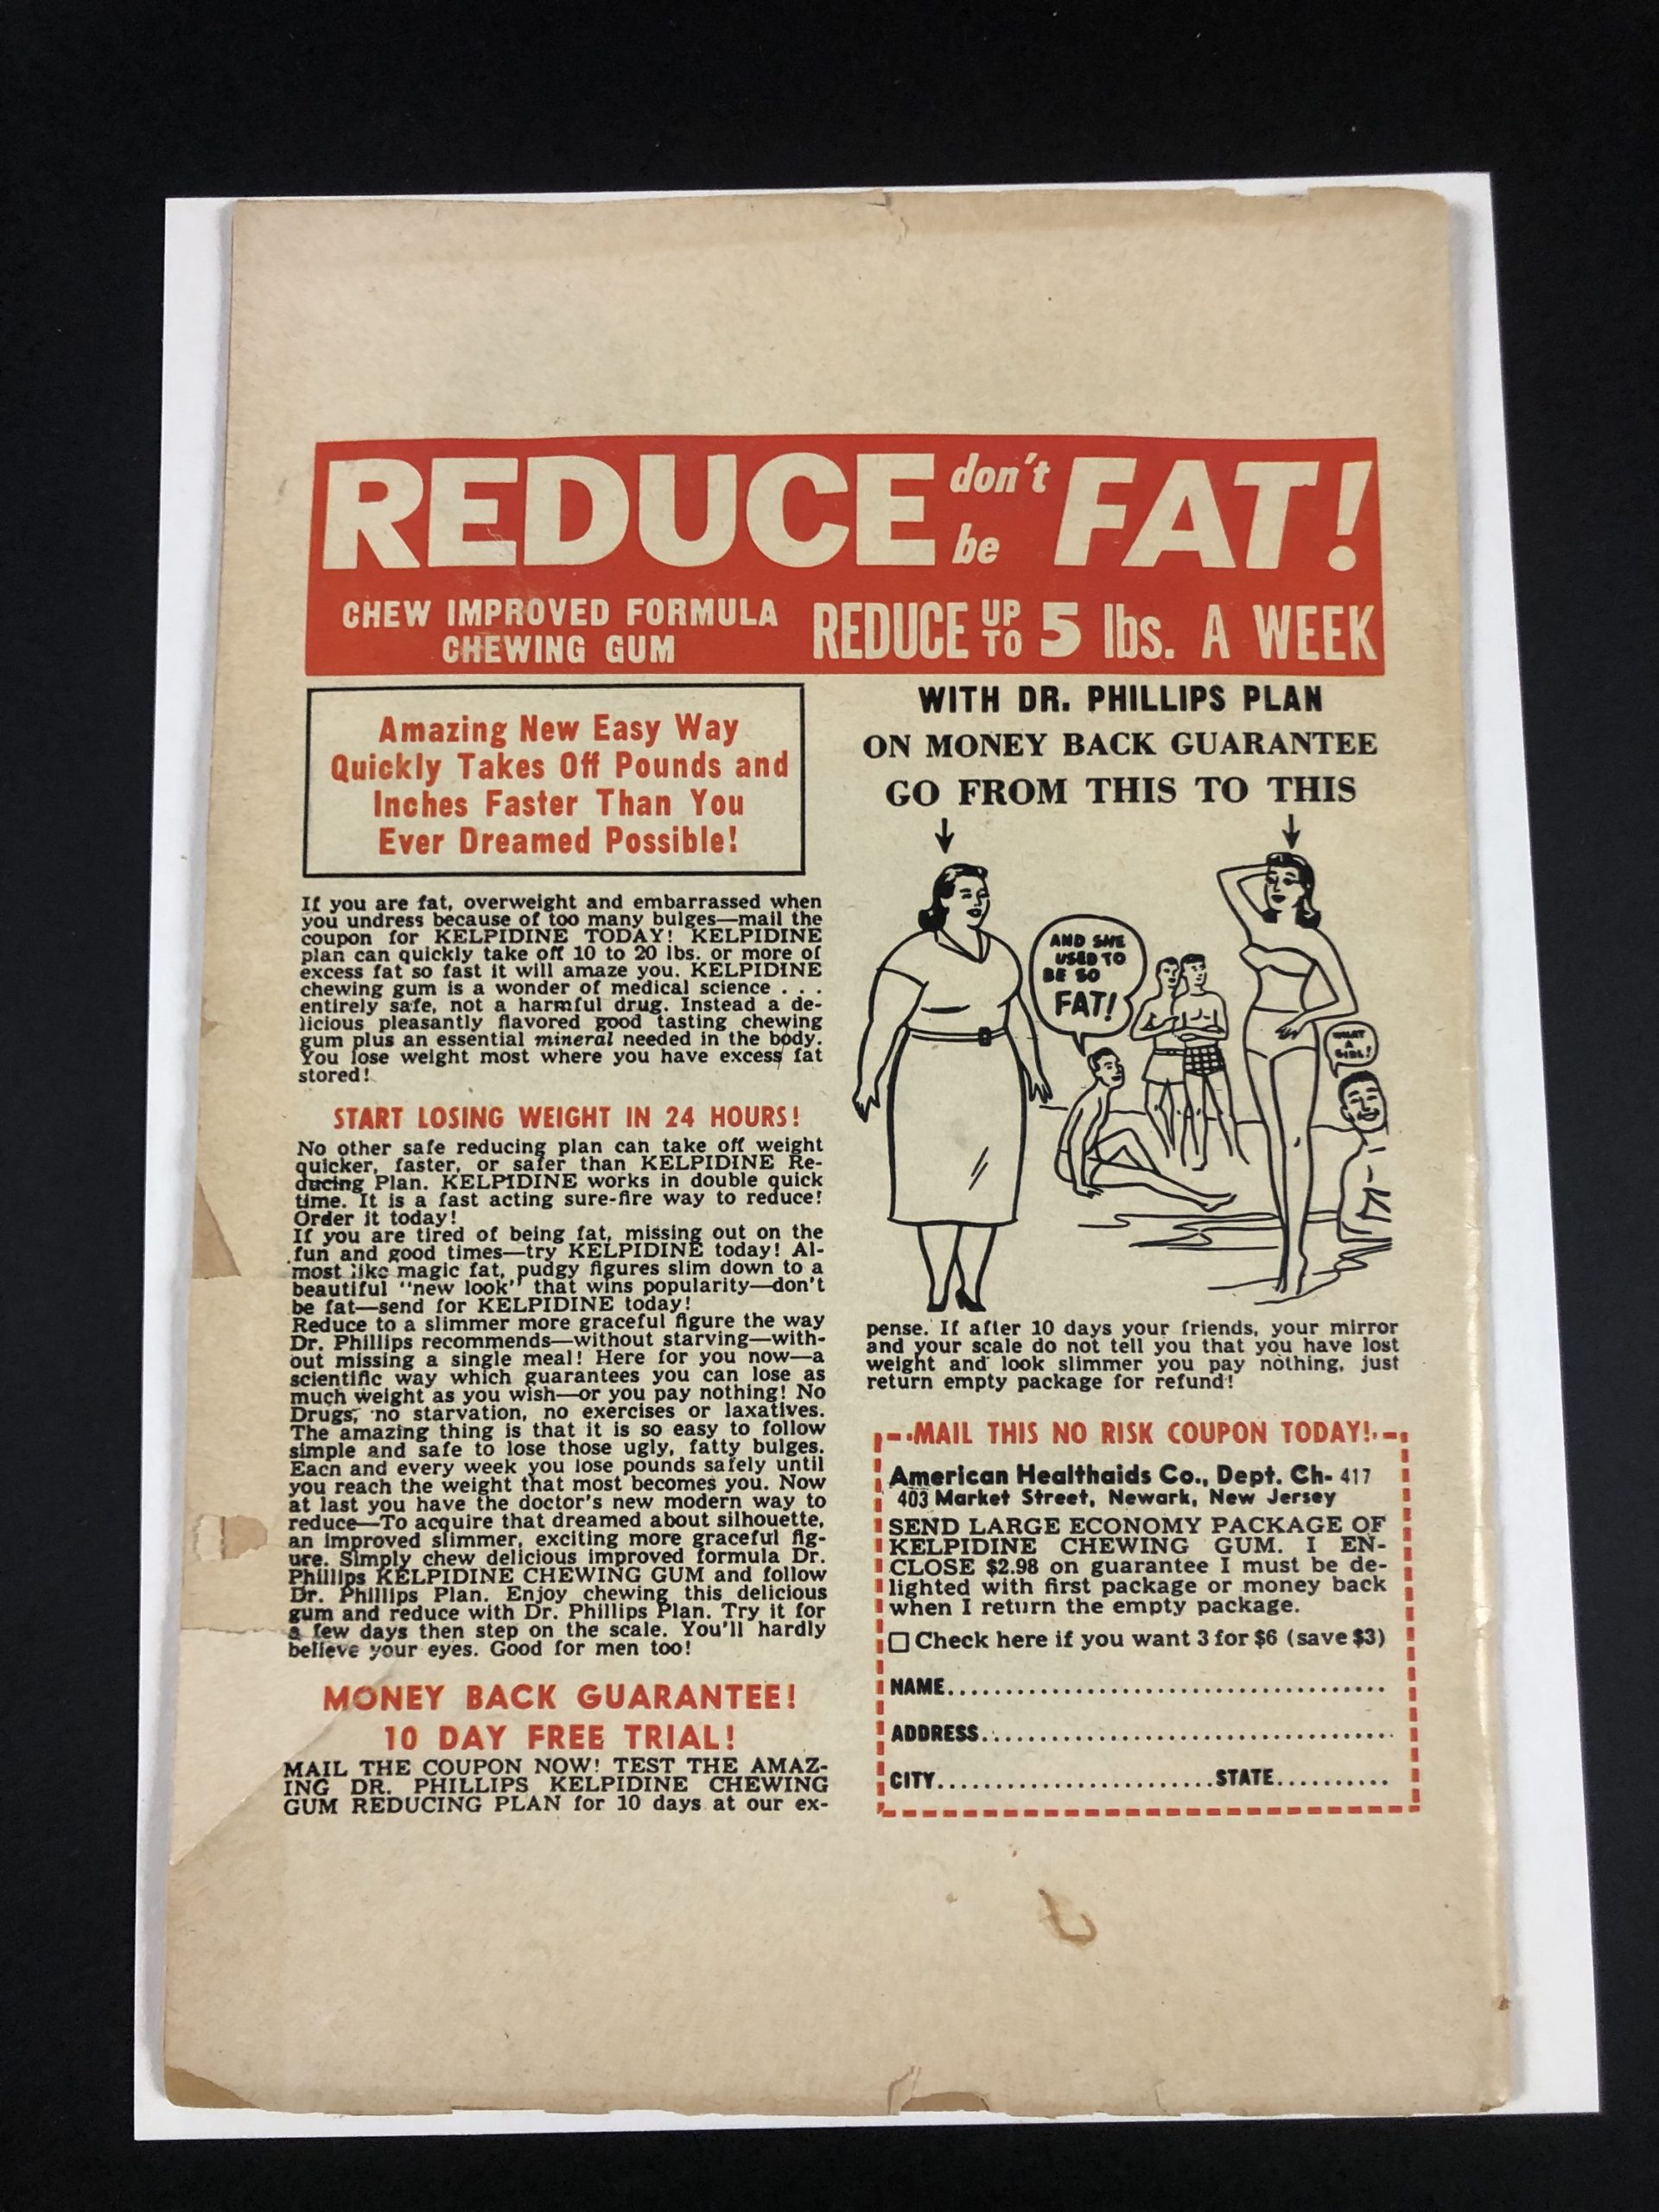 REDUCE don't be FAT!
CHEW IMPROVED FORMULA
CHEWING GUM
REDUCE UP TO 5 lbs. A WEEK
Amazing New Easy Way
Quickly Takes Off Pounds and
Inches Faster Than You
Ever Dreamed Possible!
If you are fat, overweight and embarrassed when
you undress because of too many bulges—mail the
coupon for KELPIDINE TODAY! KELPIDINE
plan can quickly take off 10 to 20 lbs. or more of
excess fat so fast it will amaze you. KELPIDINE
chewing gum is a wonder of medical science . . .
entirely safe, not a harmful drug. Instead a de-
licious pleasantly flavored good tasting chewing
gum plus an essential mineral needed in the body.
You lose weight most where you have excess fat
stored!
START LOSING WEIGHT IN 24 HOURS!
No other safe reducing plan can take off weight
quicker, faster, or safer than KELPIDINE Re-
ducing Plan. KELPIDINE works in double quick
time. It is a fast acting sure-fire way to reduce!
Order it today!
If you are tired of being fat, missing out on the
fun and good times—try KELPIDINE today! Al-
most like magic fat, pudgy figures slim down to a
beautiful "new look" that wins popularity—don't
be fat—send for KELPIDINE today!
Reduce to a slimmer more graceful figure the way
Dr. Phillips recommends—without starving—with-
out missing a single meal! Here for you now—a
scientific way which guarantees you can lose as
much weight as you wish—or you pay nothing! No
Drugs, no starvation, no exercises or laxatives.
The amazing thing is that it is so easy to follow
simple and safe to lose those ugly, fatty bulges.
Each and every week you lose pounds safely until
you reach the weight that most becomes you. Now
at last you have the doctor's new modern way to
reduce—To acquire that dreamed about silhouette,
an improved slimmer, exciting more graceful fig-
ure. Simply chew delicious improved formula Dr.
Phillips KELPIDINE CHEWING GUM and follow
Dr. Phillips Plan. Enjoy chewing this delicious
gum and reduce with Dr. Phillips Plan. Try it for
a few days then step on the scale. You'll hardly
believe your eyes. Good for men too!
MONEY BACK GUARANTEE!
10 DAY FREE TRIAL!
MAIL THE COUPON NOW! TEST THE AMAZ-
ING DR. PHILLIPS KELPIDINE CHEWING
GUM REDUCING PLAN for 10 days at our ex-
WITH DR. PHILLIPS PLAN
ON MONEY BACK GUARANTEE
GO FROM THIS TO THIS
AND SHE
USED TO
BE SO
FAT!
WHAT
A
GIRL!
pense. If after 10 days your friends, your mirror
and your scale do not tell you that you have lost
weight and look slimmer you pay nothing, just
return empty package for refund!
MAIL THIS NO RISK COUPON TODAY!
American Healthaids Co., Dept. Ch- 417
403 Market Street, Newark, New Jersey
SEND LARGE ECONOMY PACKAGE OF
KELPIDINE CHEWING GUM. I EN-
CLOSE $2.98 on guarantee I must be de-
lighted with first package or money back
when I return the empty package.
Check here if you want 3 for $6 (save $3)
NAME
ADDRESS
CITY STATE